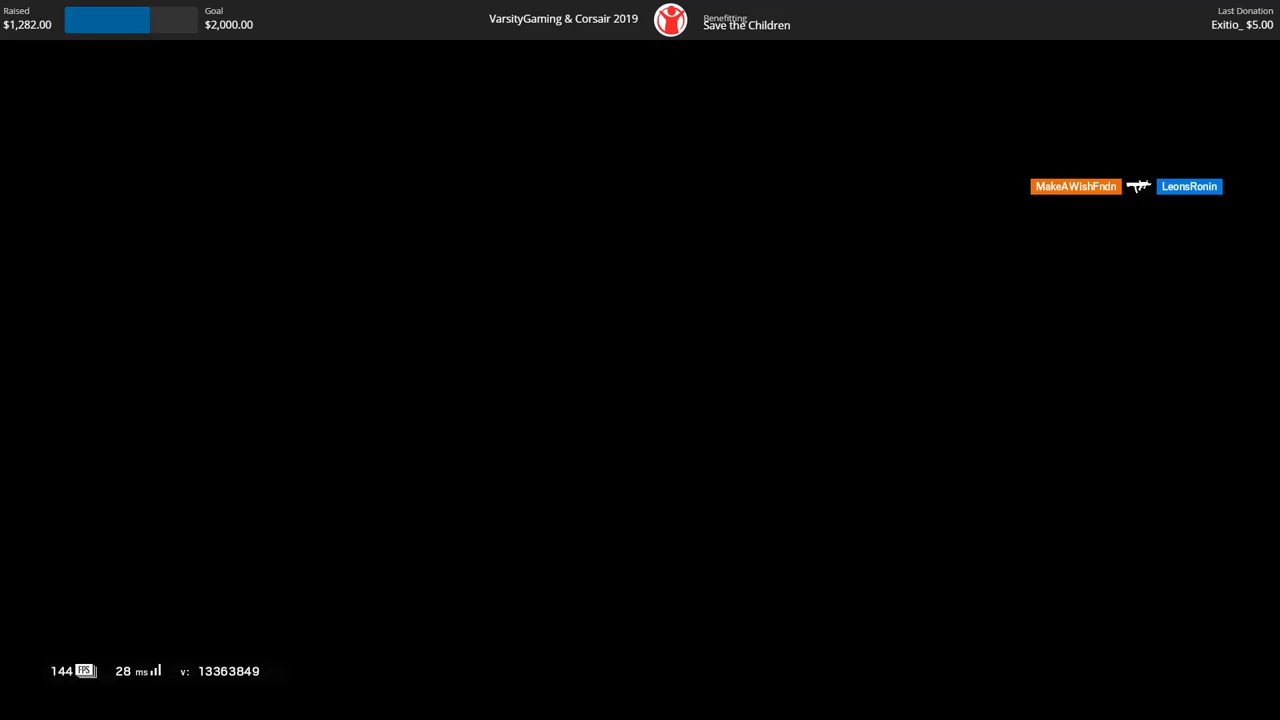 Raised
$1,282.00
Goal
$2,000.00
VarsityGaming & Corsair 2019
Benefitting
Save the Children
Last Donation
Exitio_ $5.00
MakeAWishFndn LeonsRonin
144 FPS 28 ms v: 13363849